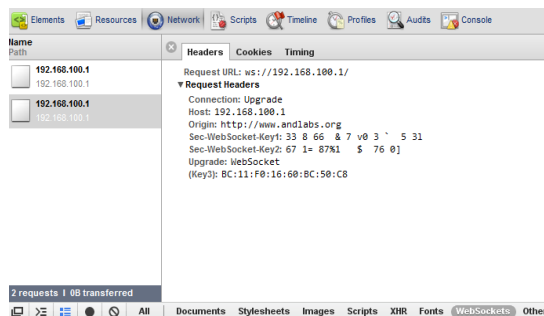 Elements Resources Network Scripts Timeline Profiles Audits Console
Name
Path
192.168.100.1
192.168.100.1
192.168.100.1
192.168.100.1
Headers Cookies Timing
Request URL: ws://192.168.100.1/
▼Request Headers
Connection: Upgrade
Host: 192.168.100.1
Origin: http://www.andlabs.org
Sec-WebSocket-Key1: 33 8 66  & 7 v0 3 `  5 31
Sec-WebSocket-Key2: 67 1= 87%1   $  76 0]
Upgrade: WebSocket
(Key3): BC:11:F0:16:60:BC:50:C8
2 requests | 0B transferred
All Documents Stylesheets Images Scripts XHR Fonts WebSockets Other